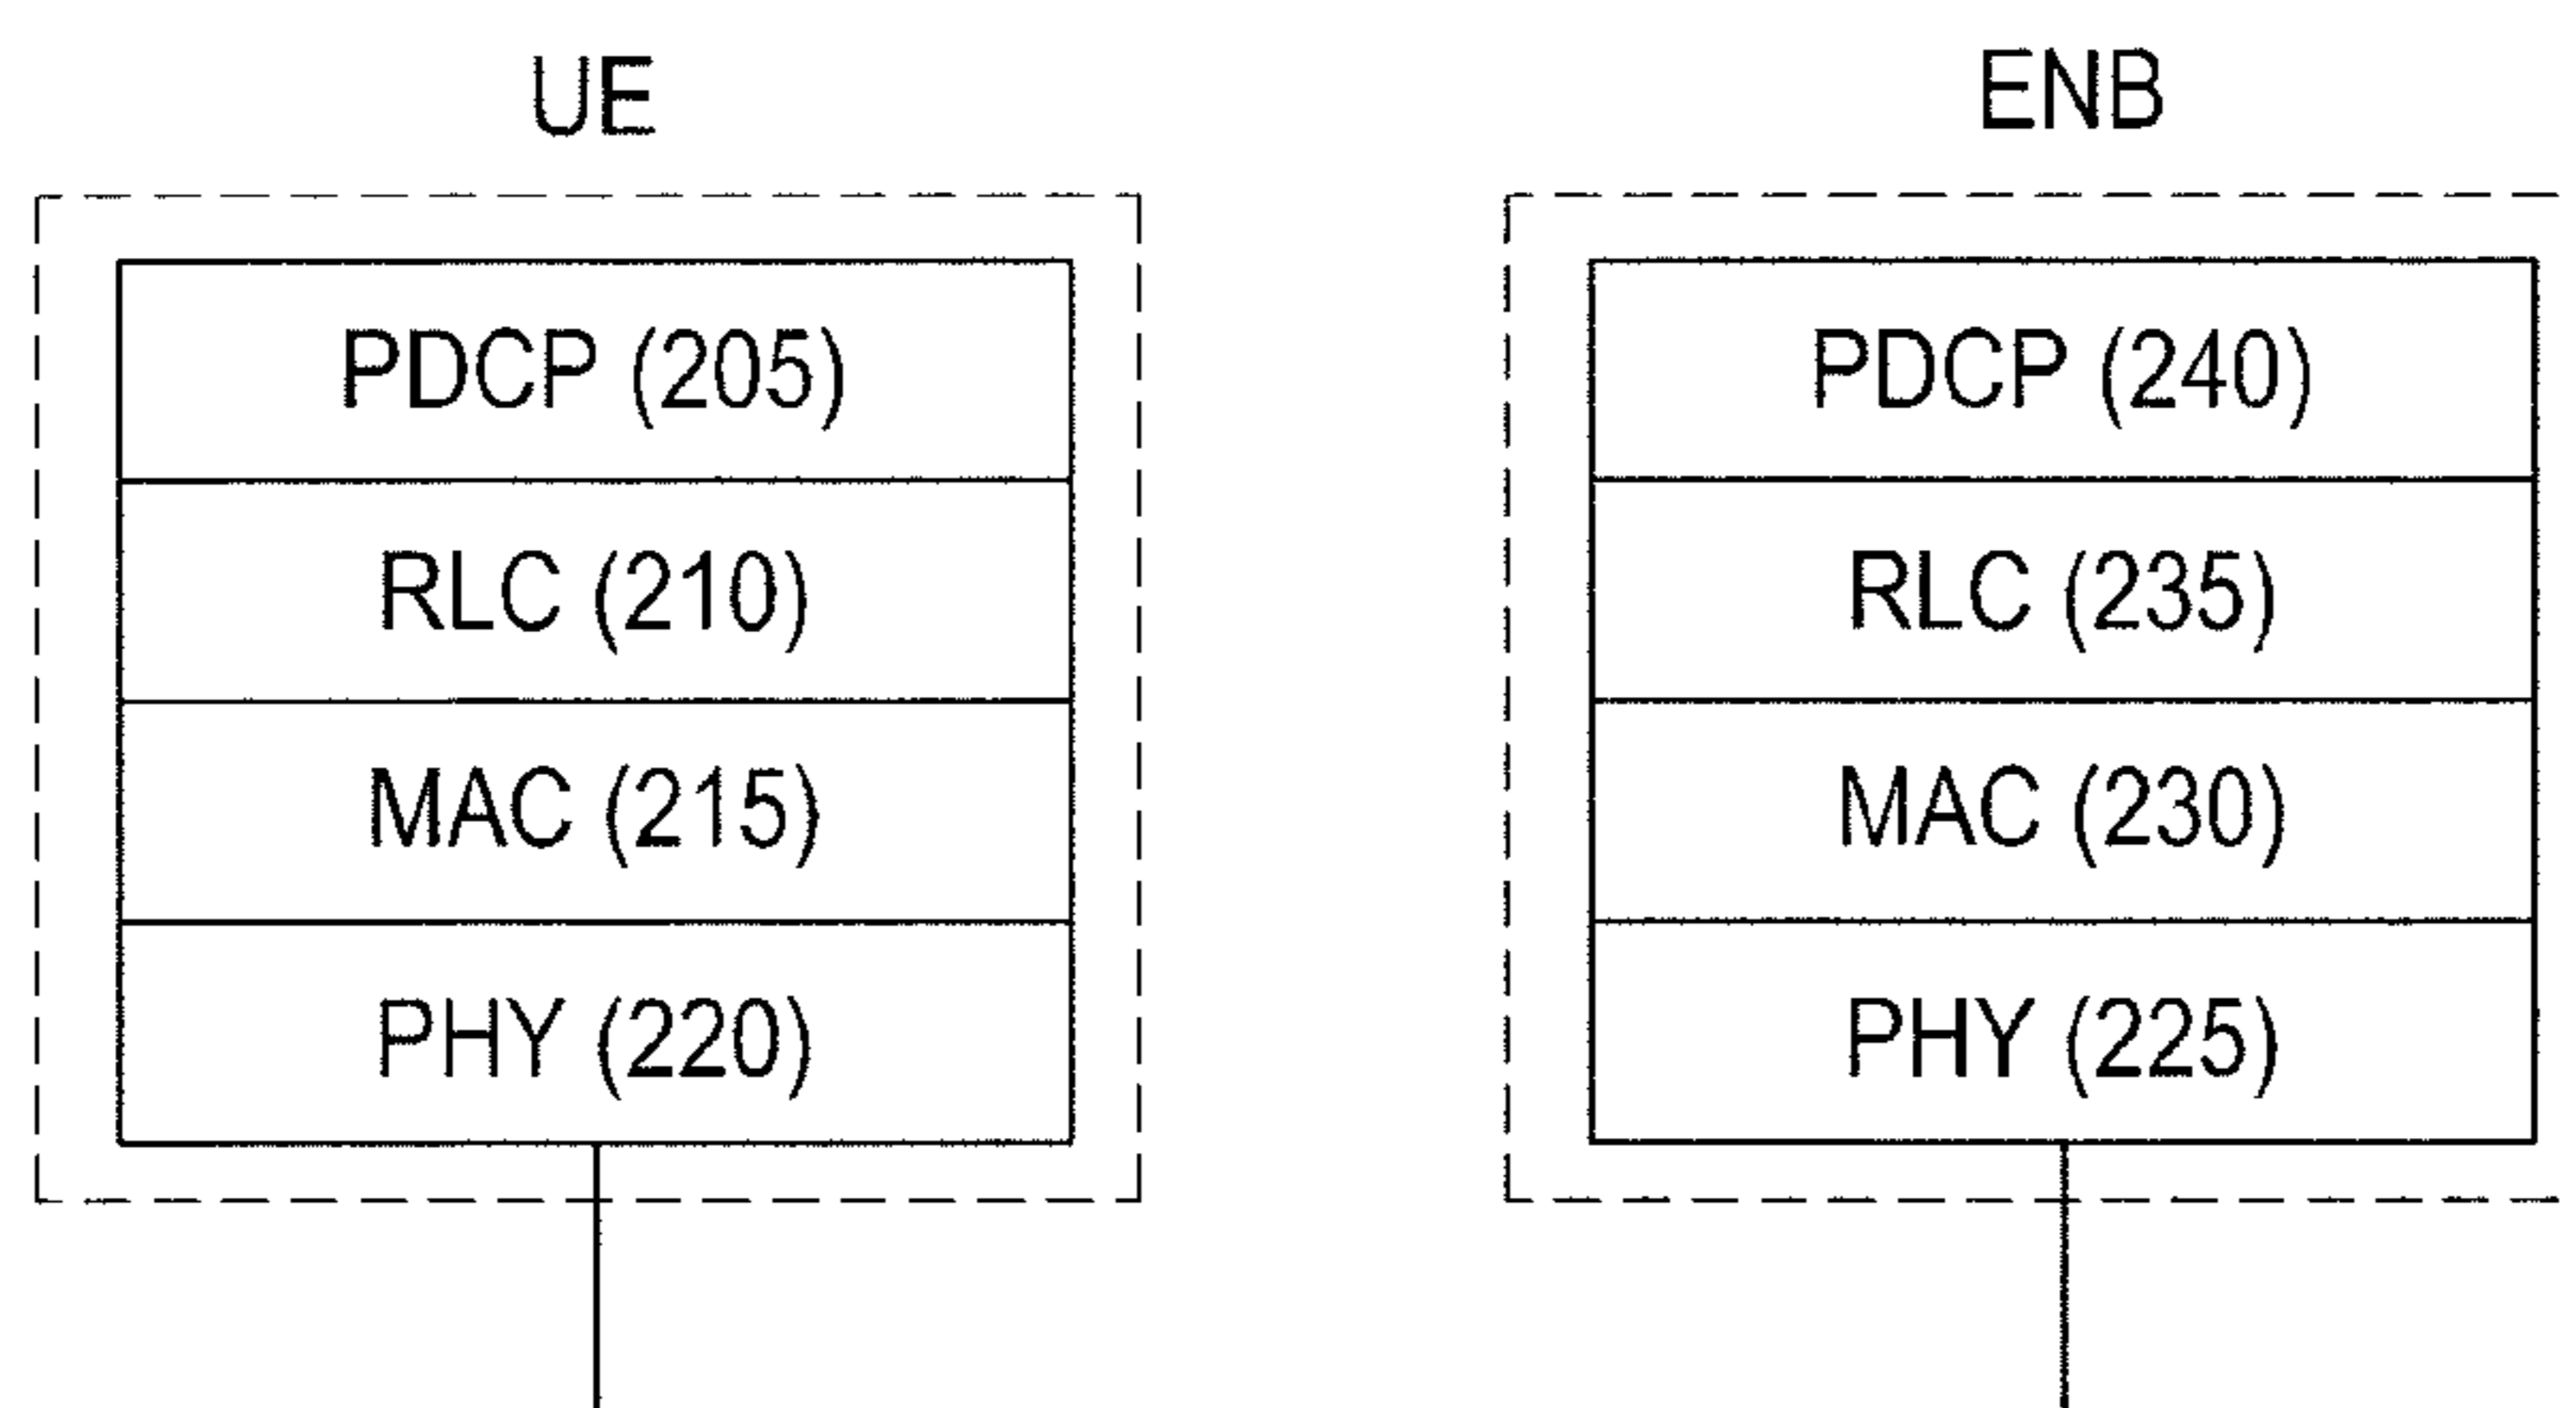 UE
PDCP (205)
RLC (210)
MAC (215)
PHY (220)
ENB
PDCP (240)
RLC (235)
MAC (230)
PHY (225)